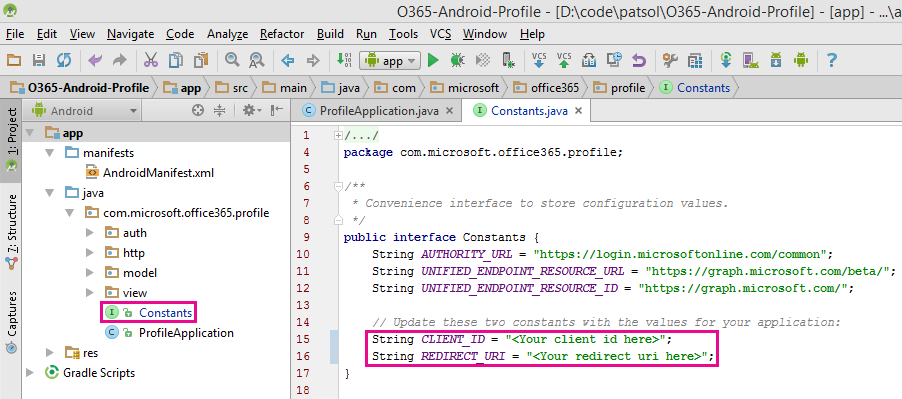 O365-Android-Profile - [D:\code\patsol\O365-Android-Profile] - [app] - ...\a
File Edit View Navigate Code Analyze Refactor Build Run Tools VCS Window Help
app
VCS VCS
O365-Android-Profile app src main java com microsoft office365 profile Constants
1: Project
7: Structure
Captures
Android
app
manifests
AndroidManifest.xml
java
com.microsoft.office365.profile
auth
http
model
view
Constants
ProfileApplication
res
Gradle Scripts
ProfileApplication.java Constants.java
1 /.../
4 package com.microsoft.office365.profile;
5
6 /**
7 * Convenience interface to store configuration values.
8 */
9 public interface Constants {
10 String AUTHORITY_URL = "https://login.microsoftonline.com/common";
11 String UNIFIED_ENDPOINT_RESOURCE_URL = "https://graph.microsoft.com/beta/";
12 String UNIFIED_ENDPOINT_RESOURCE_ID = "https://graph.microsoft.com/";
13
14 // Update these two constants with the values for your application:
15 String CLIENT_ID = "<Your client id here>";
16 String REDIRECT_URI = "<Your redirect uri here>";
17 }
18